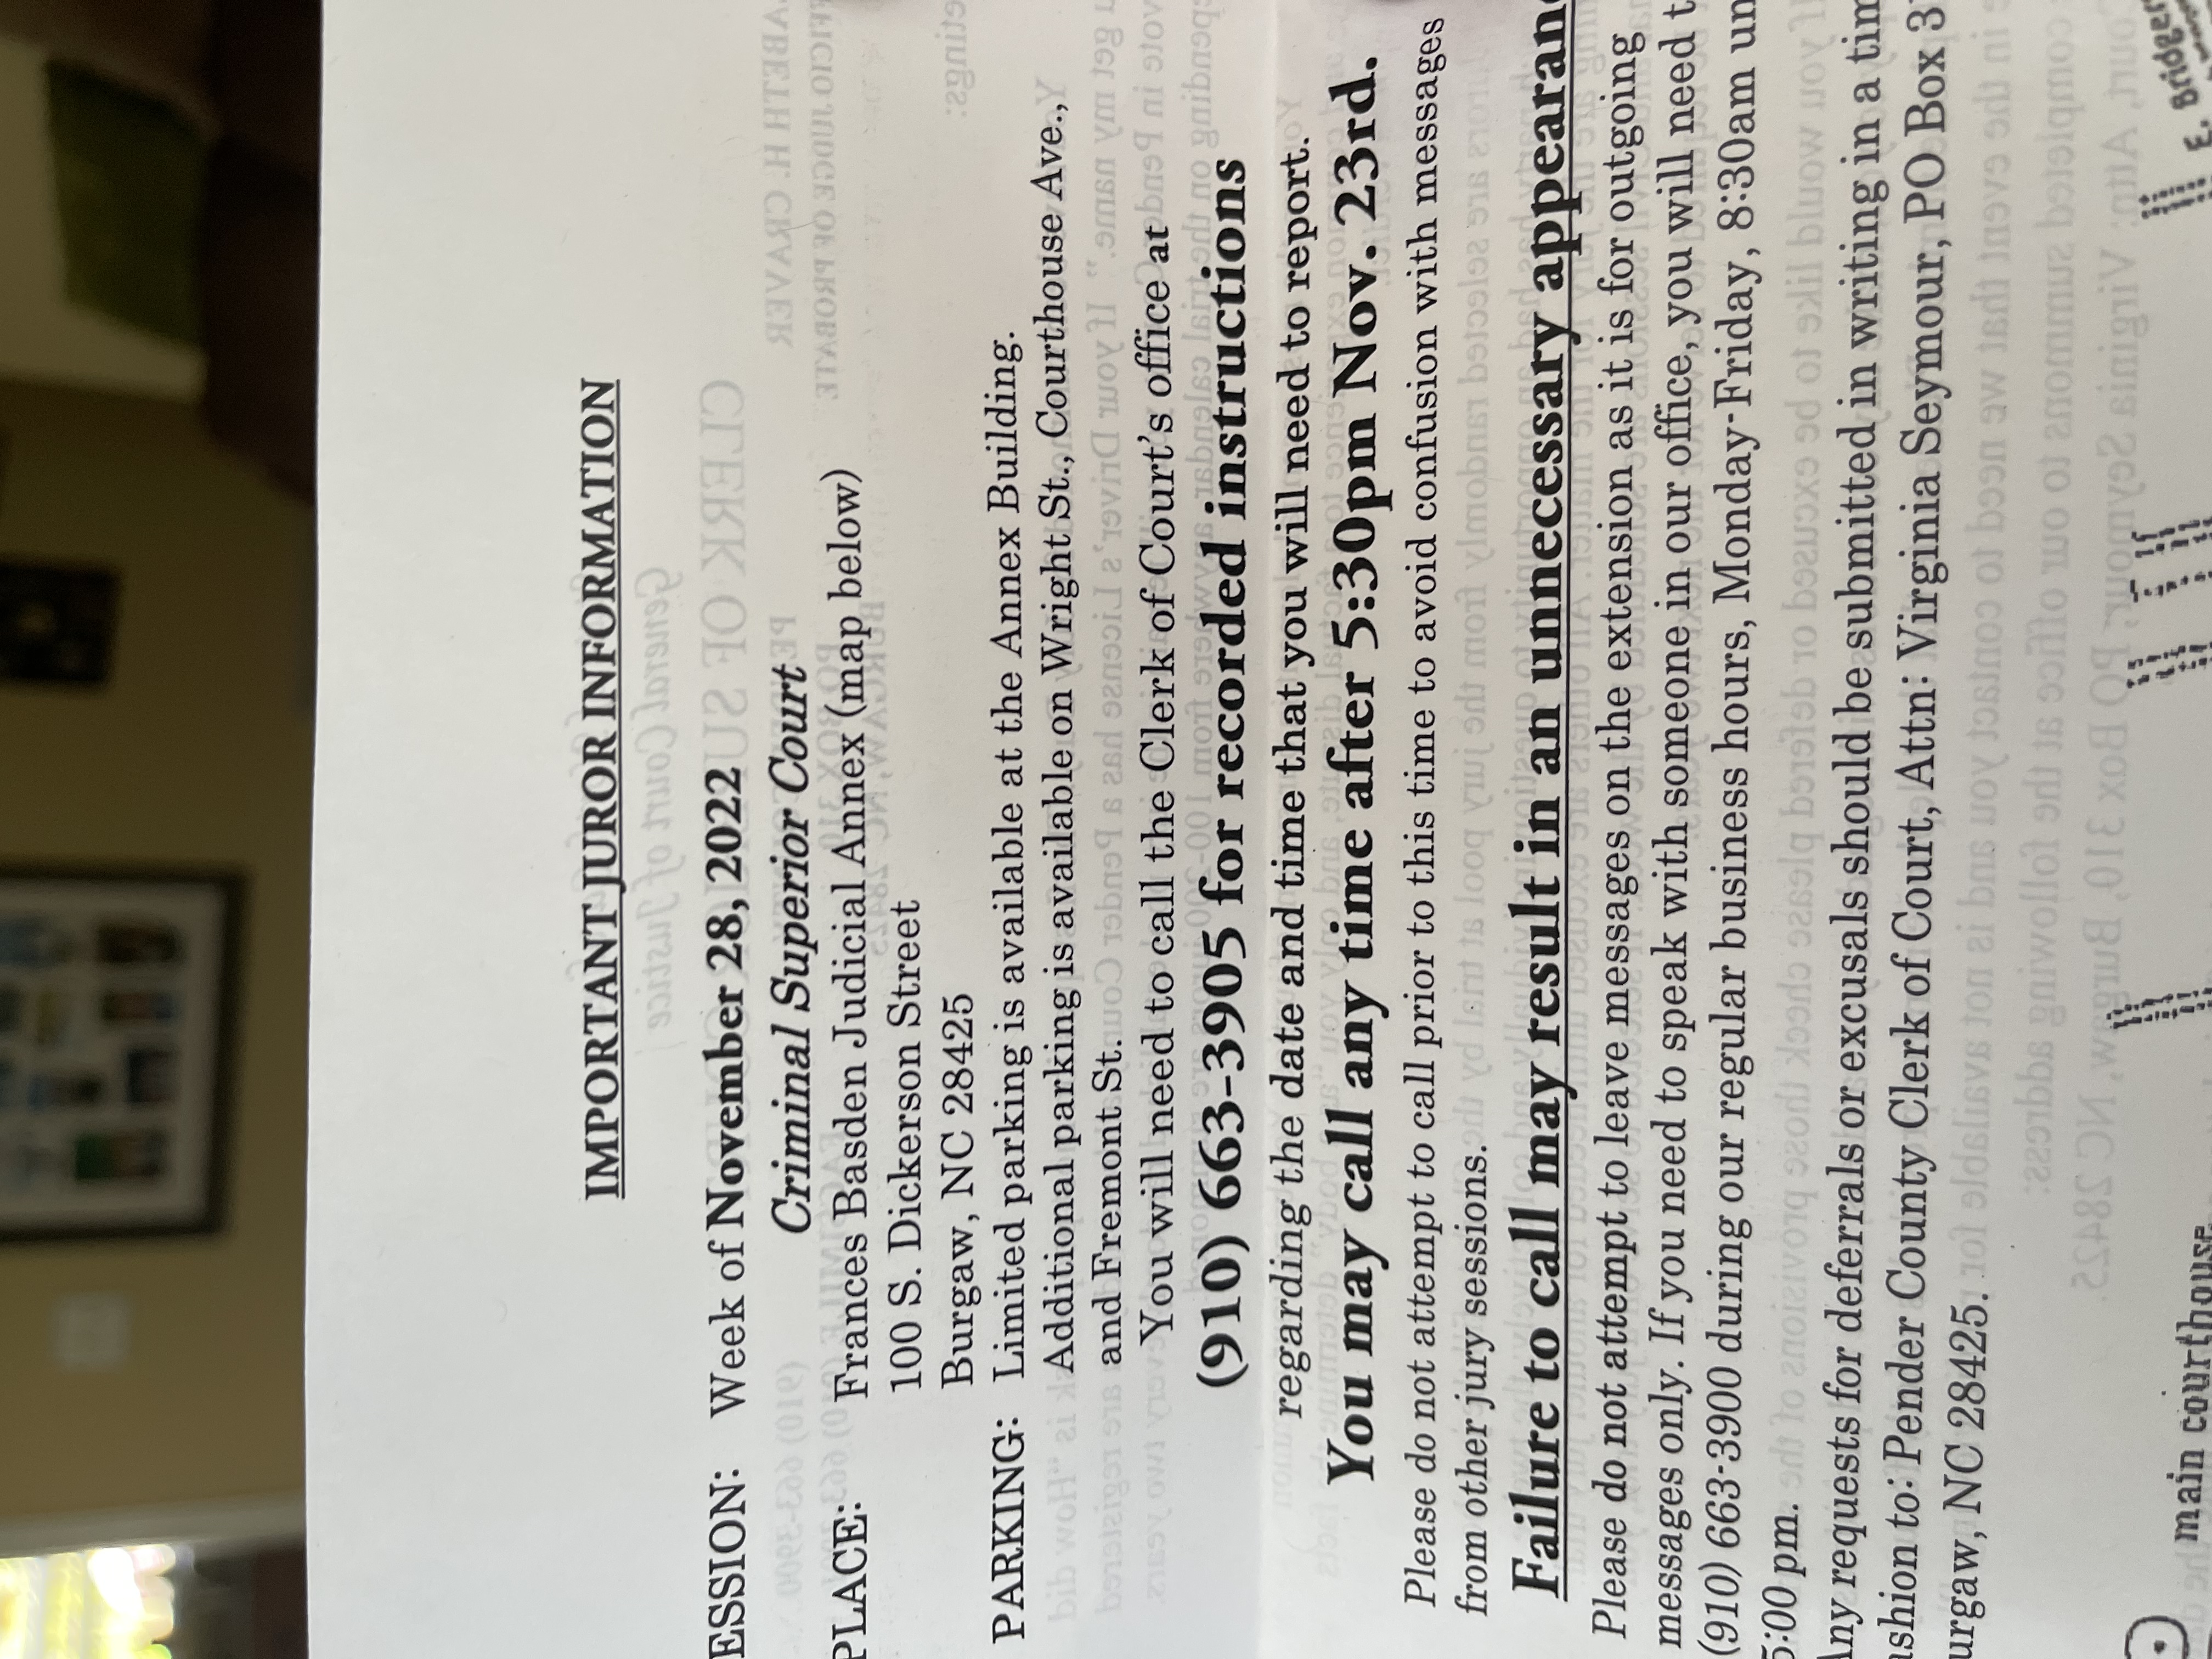 IMPORTANT JUROR INFORMATION
ESSION: Week of November 28, 2022
Criminal Superior Court
PLACE: Frances Basden Judicial Annex (map below)
100 S. Dickerson Street
Burgaw, NC 28425
PARKING: Limited parking is available at the Annex Building.
Additional parking is available on Wright St., Courthouse Ave.,
and Fremont St.
You will need to call the Clerk of Court's office at
(910) 663-3905 for recorded instructions
regarding the date and time that you will need to report.
You may call any time after 5:30pm Nov. 23rd.
Please do not attempt to call prior to this time to avoid confusion with messages
from other jury sessions.
Failure to call may result in an unnecessary appearan
Please do not attempt to leave messages on the extension as it is for outgoing
messages only. If you need to speak with someone in our office, you will need t
(910) 663-3900 during our regular business hours, Monday-Friday, 8:30am un
5:00 pm.
Any requests for deferrals or excusals should be submitted in writing in a tim
ashion to: Pender County Clerk of Court, Attn: Virginia Seymour, PO Box 31
urgaw, NC 28425.
main courthouse
E. Bridger